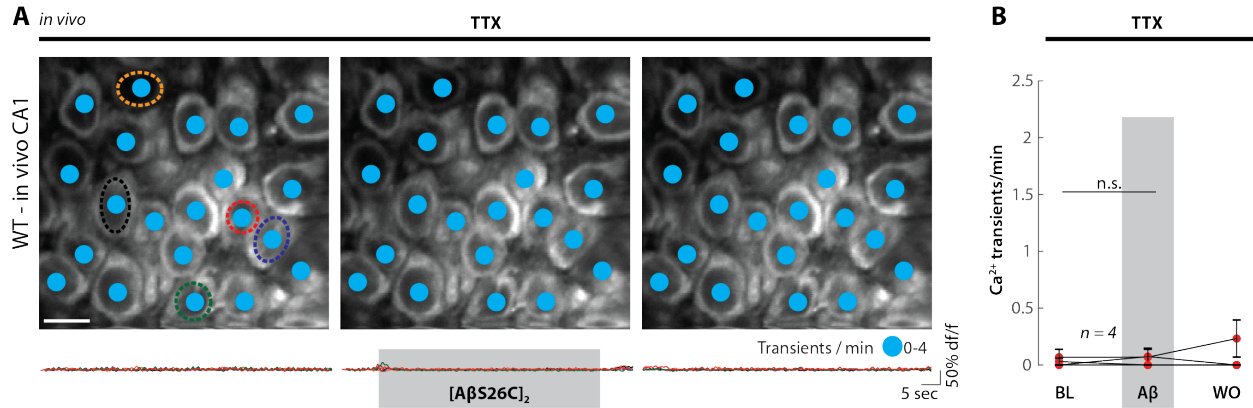 A
in vivo
TTX
WT - in vivo CA1
Transients / min 0-4
50% df/f
5 sec
[AβS26C]₂
B
TTX
Ca²⁺ transients/min
2.5
2
1.5
1
0.5
0
n.s.
n = 4
BL Aβ WO